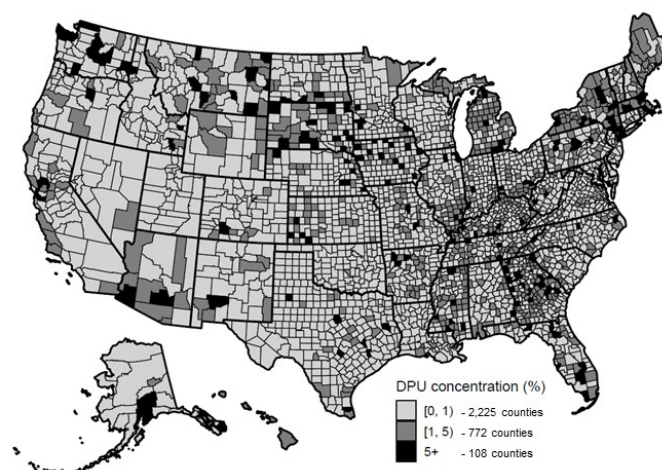 DPU concentration (%)
[0, 1) - 2,225 counties
[1, 5) - 772 counties
5+ - 108 counties